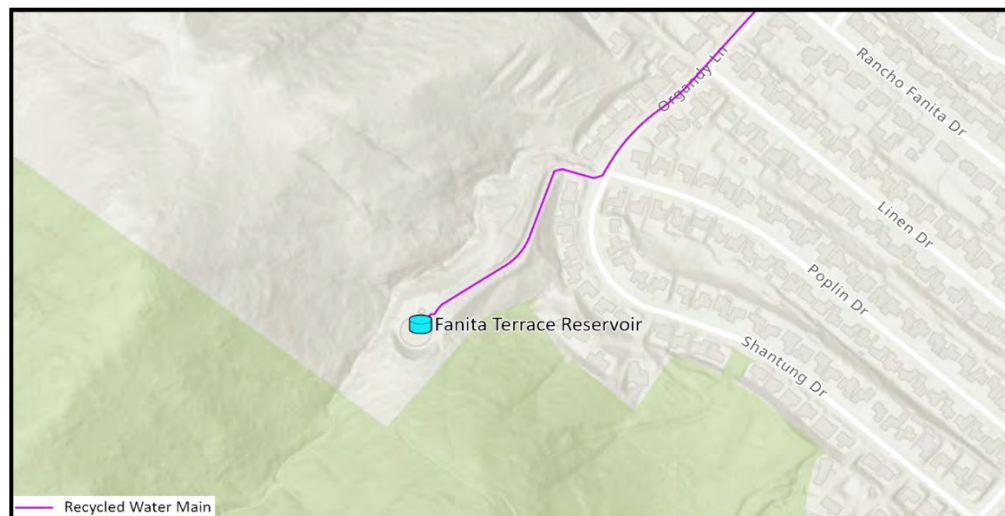 Organdy Ln
Rancho Fanita Dr
Linen Dr
Poplin Dr
Fanita Terrace Reservoir
Shantung Dr
Recycled Water Main